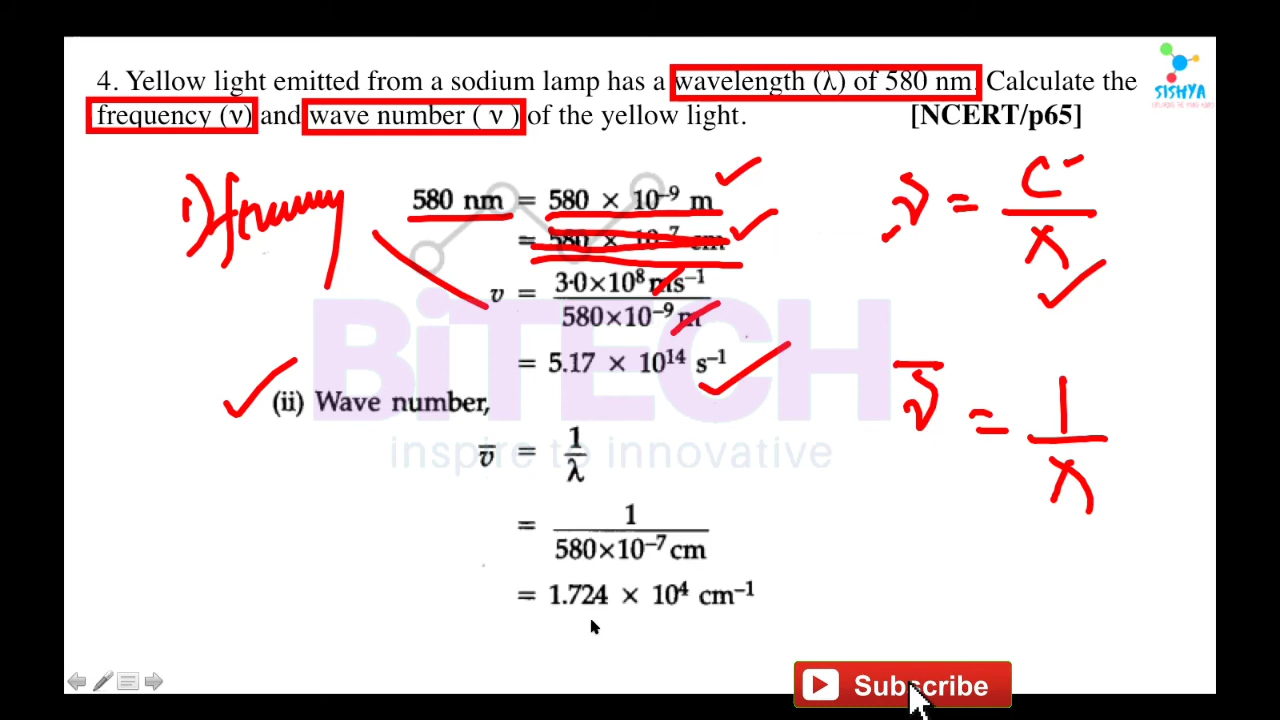 4. Yellow light emitted from a sodium lamp has a wavelength (λ) of 580 nm. Calculate the
frequency (ν) and wave number ( ν ) of the yellow light. [NCERT/p65]
SISHYA
i) frequency
580 nm = 580 × 10⁻⁹ m
= 580 × 10⁻⁷ cm
ν = c / λ
v = 3·0×10⁸ ms⁻¹ / 580×10⁻⁹ m
= 5.17 × 10¹⁴ s⁻¹
BiTECH
inspire to innovative
(ii) Wave number,
v̅ = 1/λ
ν̅ = 1 / λ
= 1 / 580×10⁻⁷ cm
= 1.724 × 10⁴ cm⁻¹
Subscribe